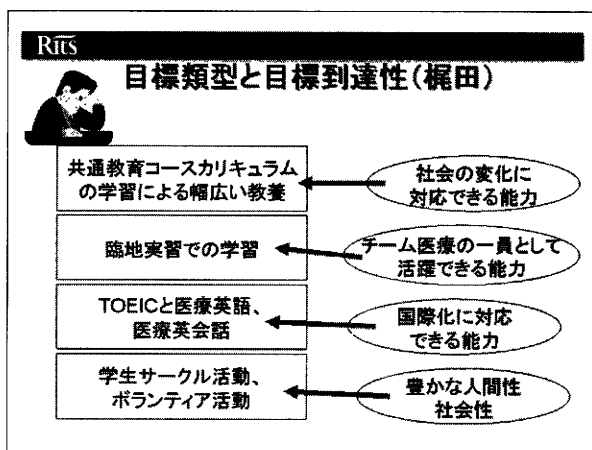 Rits
目標類型と目標到達性(梶田)
共通教育コースカリキュラム
の学習による幅広い教養
社会の変化に
対応できる能力
臨地実習での学習
チーム医療の一員として
活躍できる能力
TOEICと医療英語、
医療英会話
国際化に対応
できる能力
学生サークル活動、
ボランティア活動
豊かな人間性
社会性